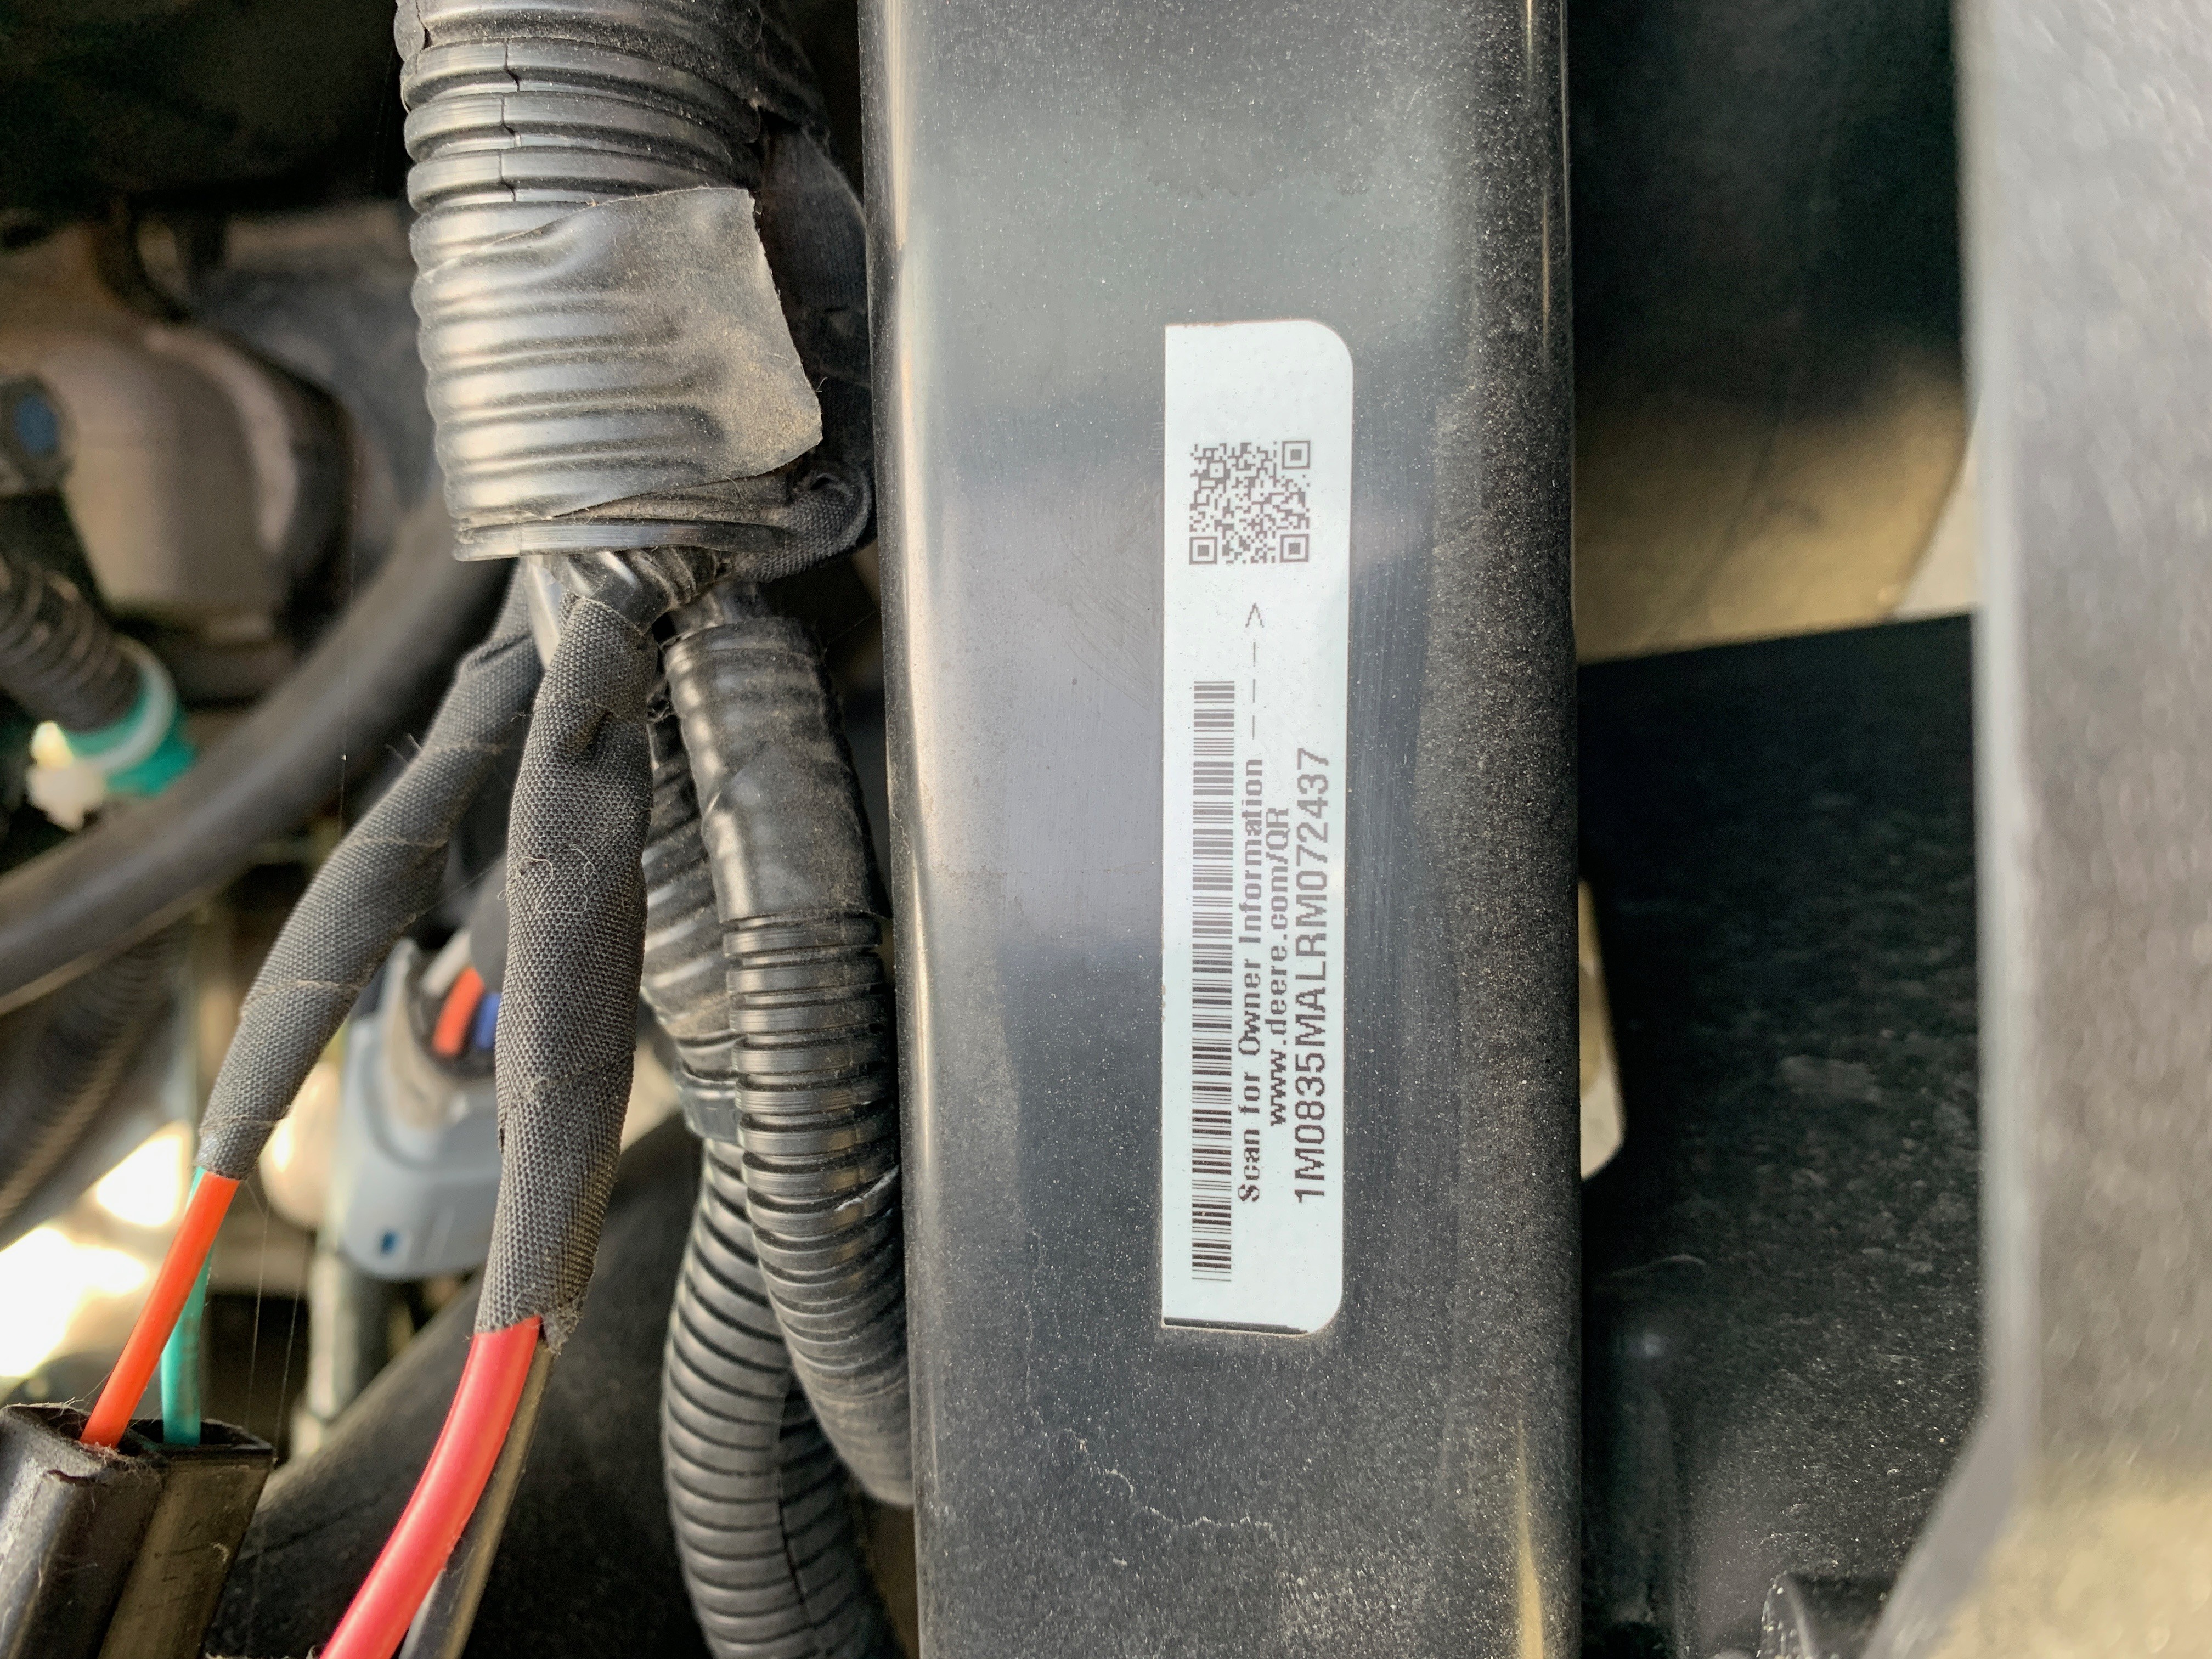 Scan for Owner Information ---->
www.deere.com/QR
1M0835MALRM072437